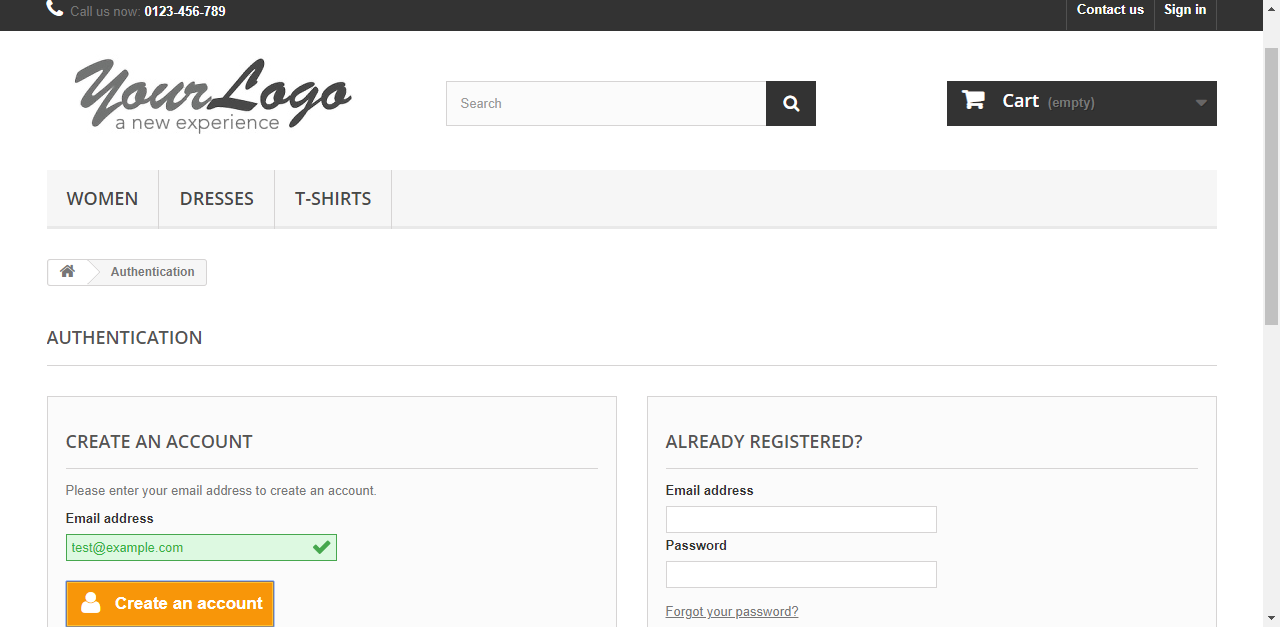 Call us now: 0123-456-789
Contact us
Sign in
Your Logo
a new experience
Search
Cart (empty)
WOMEN
DRESSES
T-SHIRTS
Authentication
AUTHENTICATION
CREATE AN ACCOUNT
Please enter your email address to create an account.
Email address
test@example.com
Create an account
ALREADY REGISTERED?
Email address
Password
Forgot your password?